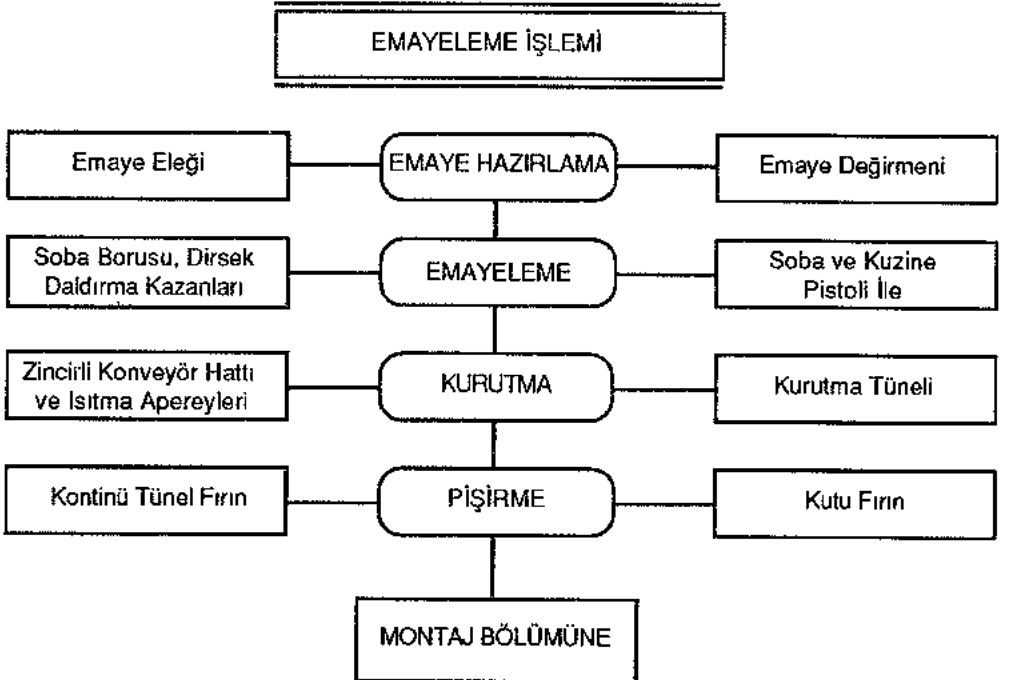 EMAYELEME İŞLEMİ
Emaye Eleği
EMAYE HAZIRLAMA
Emaye Değirmeni
Soba Borusu, Dirsek
Daldırma Kazanları
EMAYELEME
Soba ve Kuzine
Pistoli İle
Zincirli Konveyör Hattı
ve Isıtma Apereyleri
KURUTMA
Kurutma Tüneli
Kontinü Tünel Fırın
PİŞİRME
Kutu Fırın
MONTAJ BÖLÜMÜNE